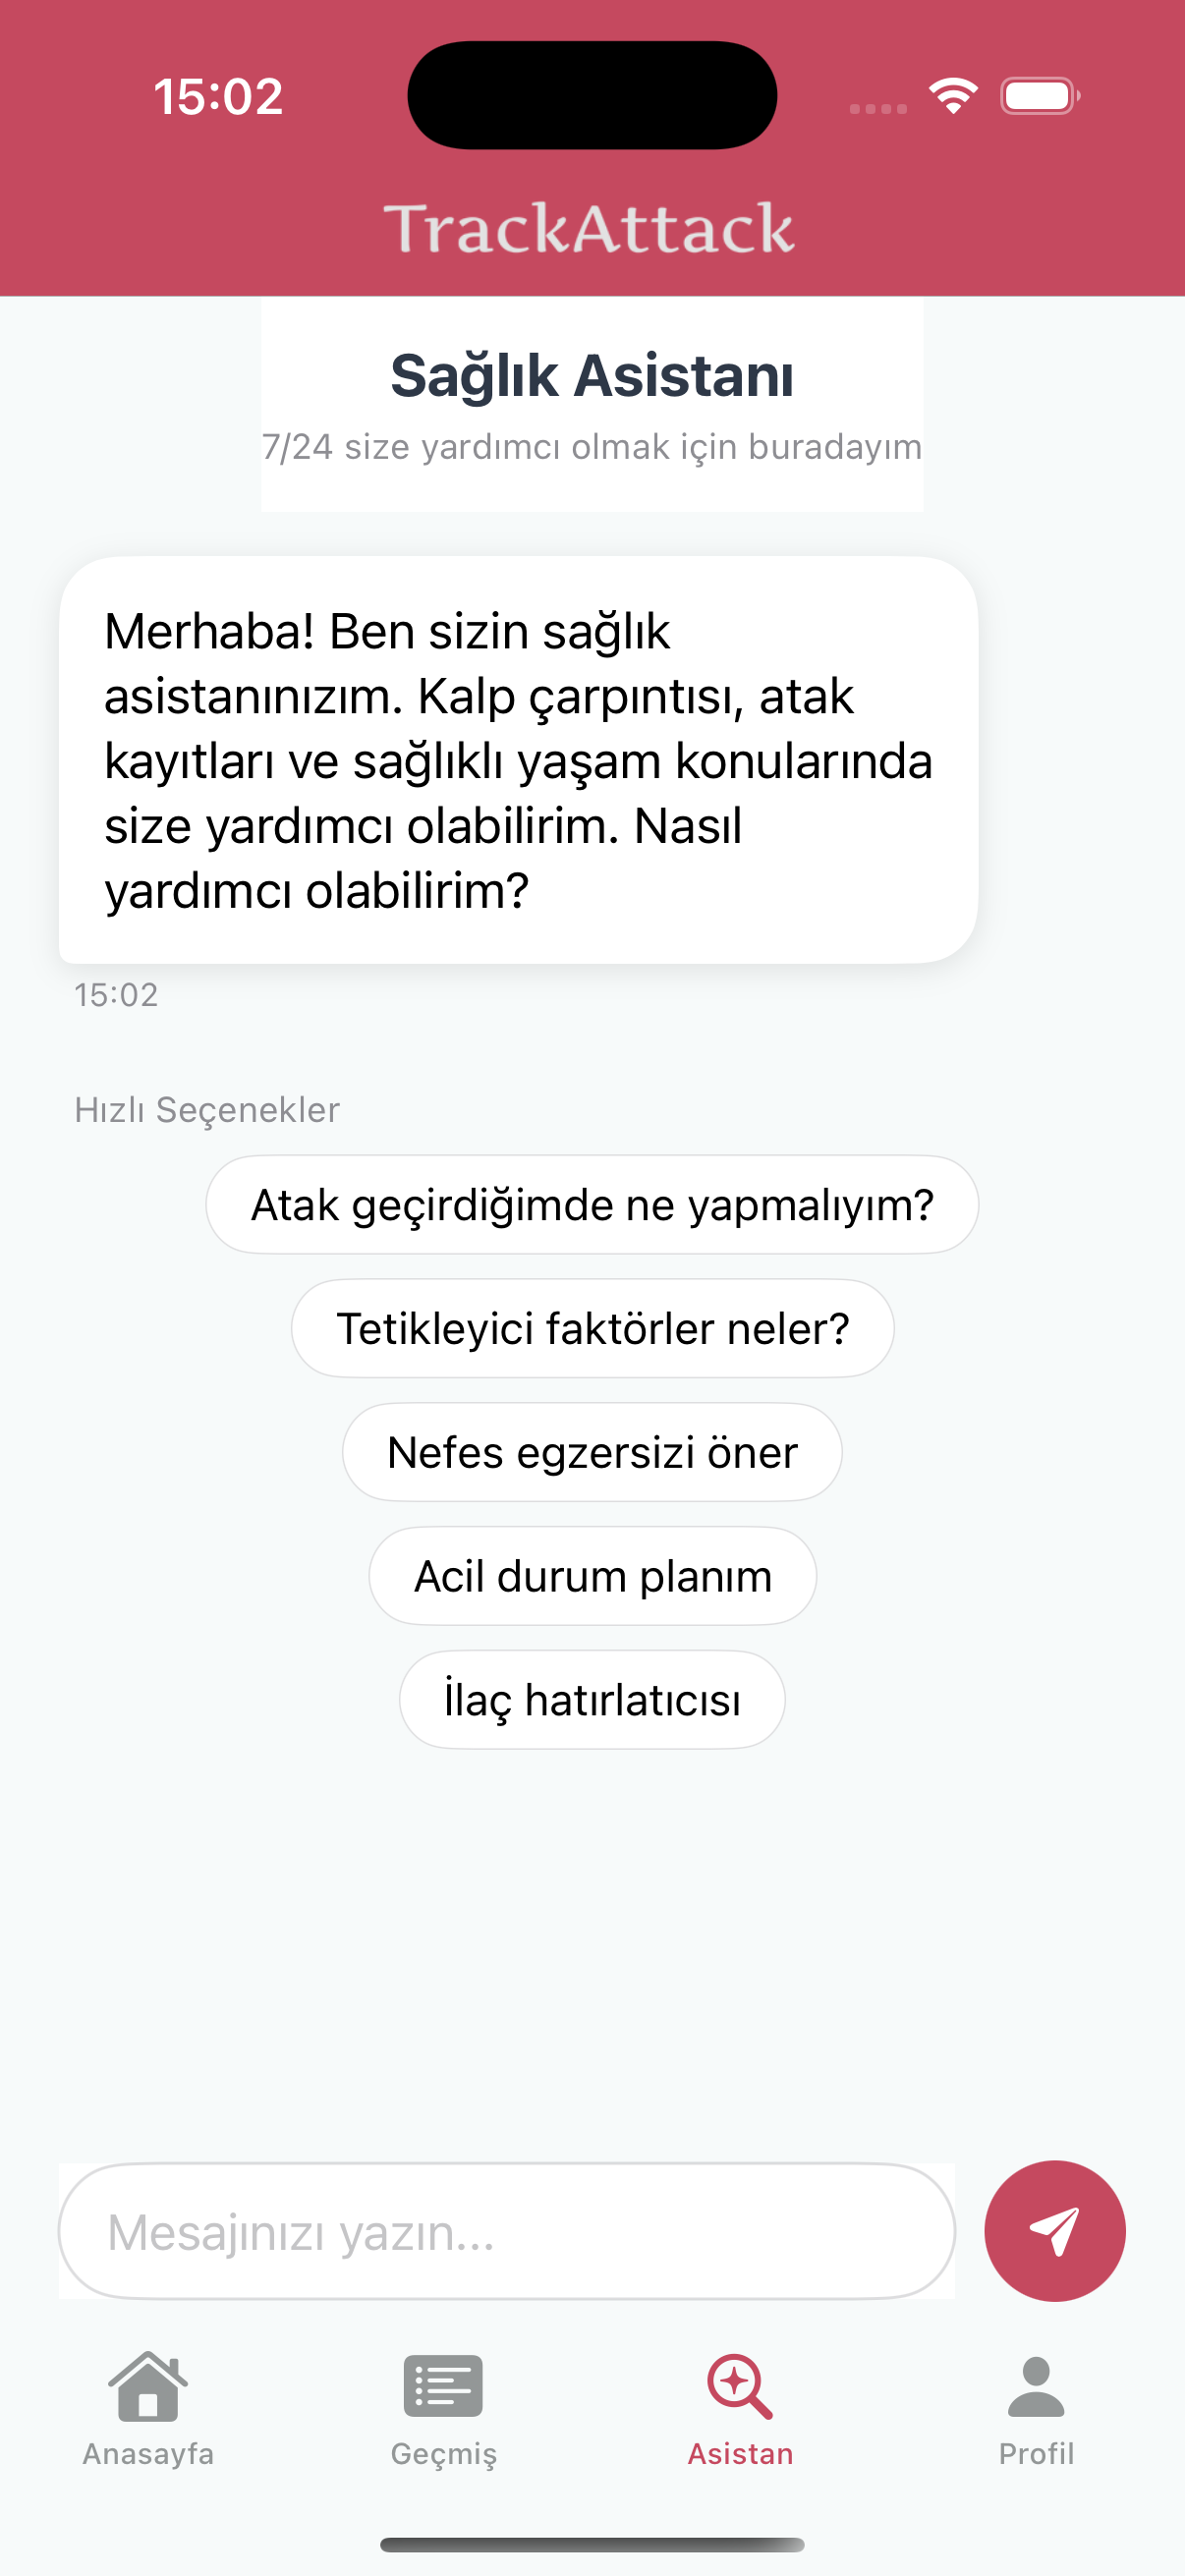 15:02
TrackAttack
Sağlık Asistanı
7/24 size yardımcı olmak için buradayım
Merhaba! Ben sizin sağlık
asistanınızım. Kalp çarpıntısı, atak
kayıtları ve sağlıklı yaşam konularında
size yardımcı olabilirim. Nasıl
yardımcı olabilirim?
15:02
Hızlı Seçenekler
Atak geçirdiğimde ne yapmalıyım?
Tetikleyici faktörler neler?
Nefes egzersizi öner
Acil durum planım
İlaç hatırlatıcısı
Mesajınızı yazın...
Anasayfa
Geçmiş
Asistan
Profil